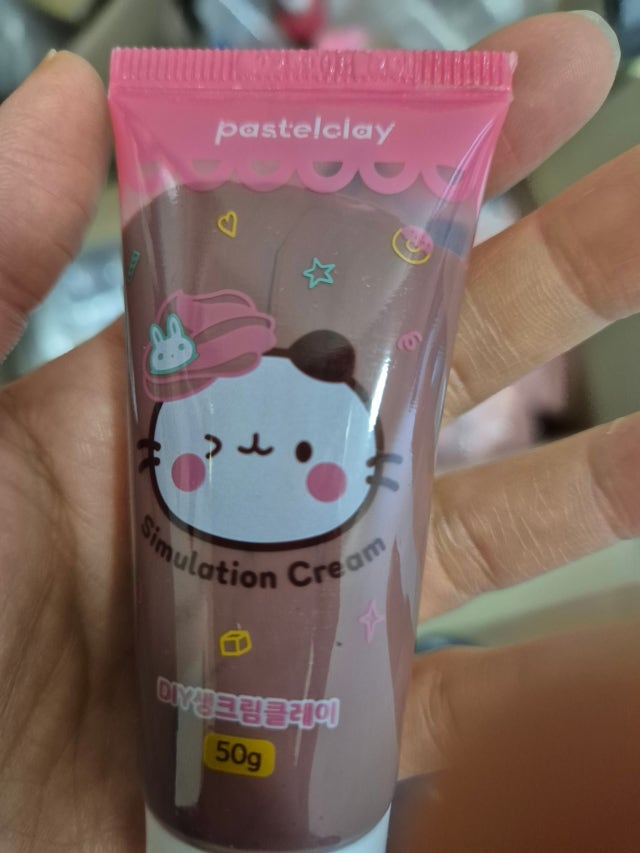 pastelclay
Simulation Cream
DIY생크림클레이
50g